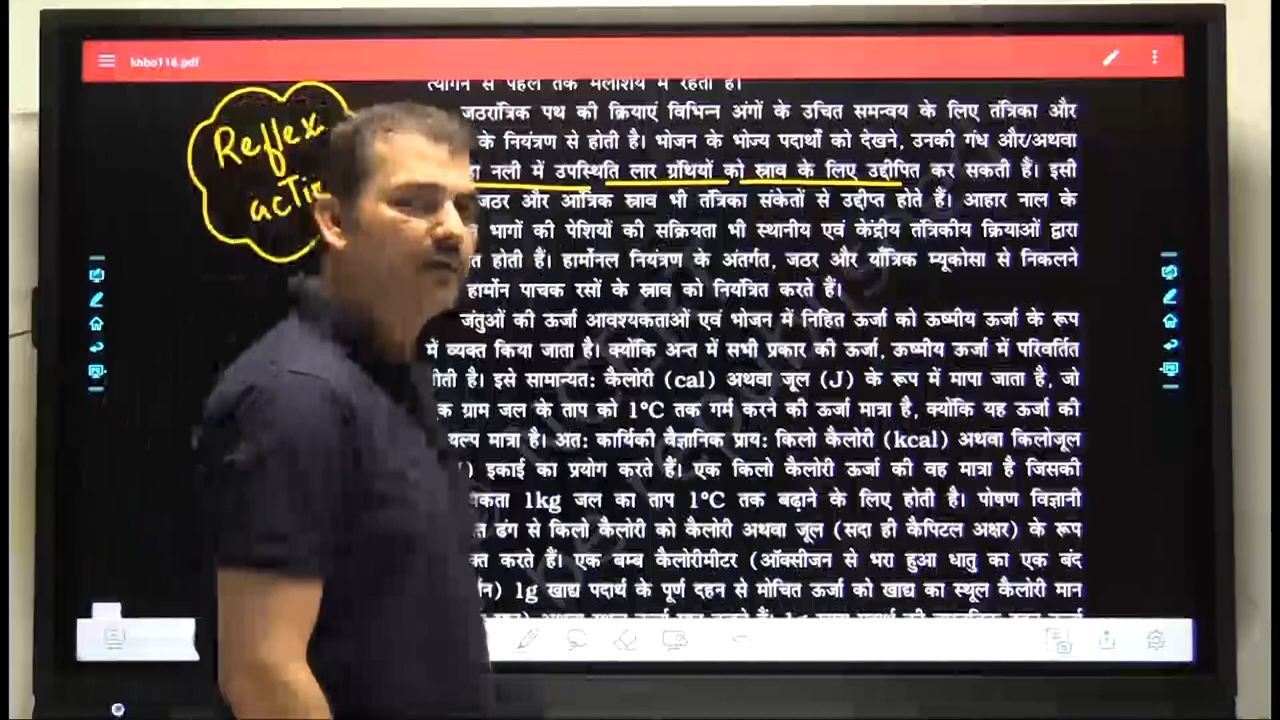 khbo116.pdf
त्यागने से पहले तक मलाशय में रहता है।
Reflex
जठरांत्रिक पथ की क्रियाएं विभिन्न अंगों के उचित समन्वय के लिए तंत्रिका और
के नियंत्रण से होती है। भोजन के भोज्य पदार्थों को देखने, उनकी गंध और/अथवा
नली में उपस्थिति लार ग्रंथियों को स्राव के लिए उद्दीपित कर सकती हैं। इसी
जठर और आंत्रिक स्राव भी तंत्रिका संकेतों से उद्दीप्त होते हैं। आहार नाल के
भागों की पेशियों की सक्रियता भी स्थानीय एवं केंद्रीय तंत्रिकीय क्रियाओं द्वारा
होती हैं। हार्मोनल नियंत्रण के अंतर्गत, जठर और यांत्रिक म्यूकोसा से निकलने
हार्मोन पाचक रसों के स्राव को नियंत्रित करते हैं।
जंतुओं की ऊर्जा आवश्यकताओं एवं भोजन में निहित ऊर्जा को ऊष्मीय ऊर्जा के रूप
में व्यक्त किया जाता है। क्योंकि अन्त में सभी प्रकार की ऊर्जा, ऊष्मीय ऊर्जा में परिवर्तित
होती है। इसे सामान्यत: कैलोरी (cal) अथवा जूल (J) के रूप में मापा जाता है, जो
ग्राम जल के ताप को 1°C तक गर्म करने की ऊर्जा मात्रा है, क्योंकि यह ऊर्जा की
मात्रा है। अत: कार्यिकी वैज्ञानिक प्राय: किलो कैलोरी (kcal) अथवा किलोजूल
) इकाई का प्रयोग करते हैं। एक किलो कैलोरी ऊर्जा की वह मात्रा है जिसकी
1kg जल का ताप 1°C तक बढ़ाने के लिए होती है। पोषण विज्ञानी
ढंग से किलो कैलोरी को कैलोरी अथवा जूल (सदा ही कैपिटल अक्षर) के रूप
करते हैं। एक बम्ब कैलोरीमीटर (ऑक्सीजन से भरा हुआ धातु का एक बंद
1g खाद्य पदार्थ के पूर्ण दहन से मोचित ऊर्जा को खाद्य का स्थूल कैलोरी मान